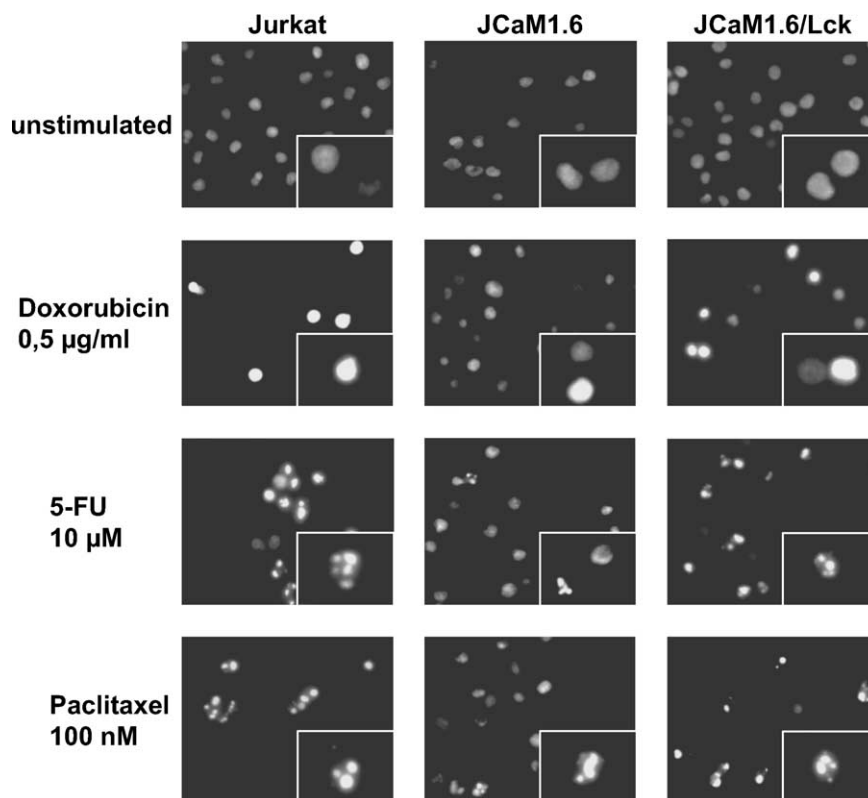 Jurkat JCaM1.6 JCaM1.6/Lck
unstimulated
Doxorubicin
0,5 µg/ml
5-FU
10 µM
Paclitaxel
100 nM